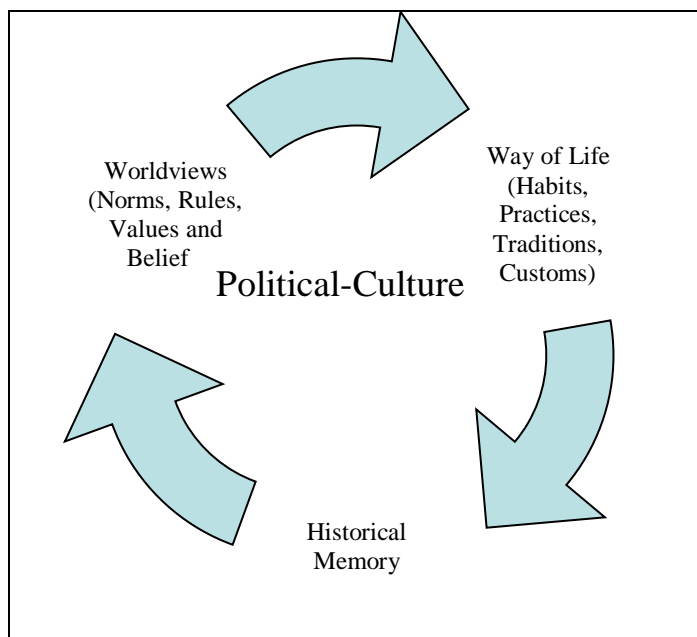 Worldviews
(Norms, Rules,
Values and
Belief
Way of Life
(Habits,
Practices,
Traditions,
Customs)
Political-Culture
Historical
Memory